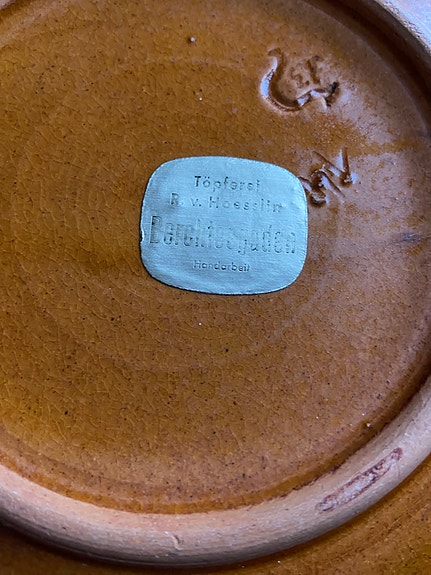 Töpferei
R. v. Hoesslin
Berchtesgaden
Handarbeit